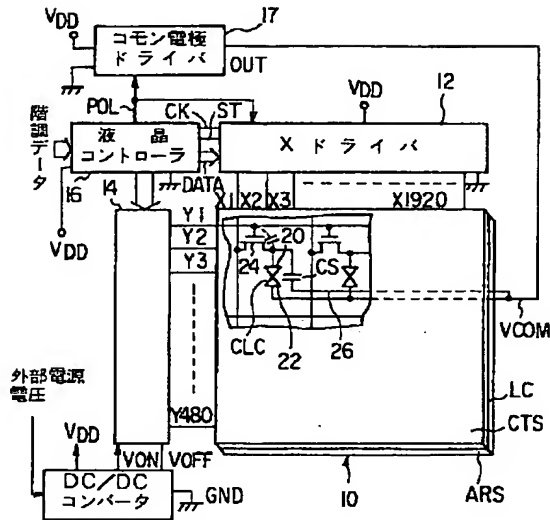 17
VDD
コモン電極
ドライバ
OUT
POL
CK ST
VDD
12
階調データ
液晶
コントローラ
DATA
X ドライバ
16
14
X1 X2 X3
X1920
VDD
Y1
Y2
Y3
20
24
CS
CLC
22
26
VCOM
外部電源
電圧
Y480
LC
CTS
VDD
VON
VOFF
DC/DC
コンバータ
GND
10
ARS